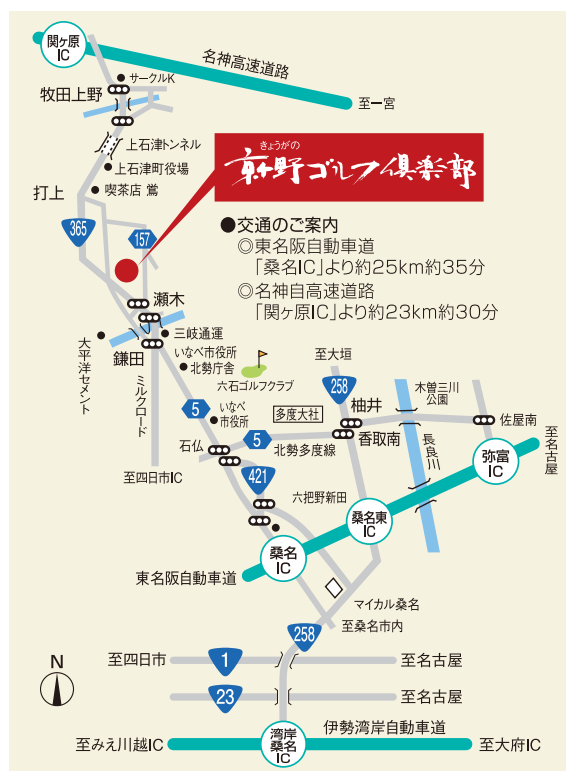 関ヶ原
IC
名神高速道路
サークルK
牧田上野
至一宮
上石津トンネル
上石津町役場
打上
喫茶店 鶯
きょうがの
京ヶ野ゴルフ倶楽部
365
157
●交通のご案内
◎東名阪自動車道
「桑名IC」より約25km約35分
◎名神自高速道路
「関ヶ原IC」より約23km約30分
瀬木
三岐通運
鎌田
大平洋セメント
ミルクロード
いなべ市役所
北勢庁舎
六石ゴルフクラブ
至大垣
258
木曽三川
公園
5
いなべ
市役所
多度大社
柚井
佐屋南
石仏
5
北勢多度線
香取南
長良川
至名古屋
弥富
IC
至四日市IC
421
六把野新田
桑名東
IC
桑名
IC
東名阪自動車道
マイカル桑名
至桑名市内
258
N
至四日市
1
至名古屋
23
至名古屋
伊勢湾岸自動車道
至みえ川越IC
湾岸
桑名
IC
至大府IC